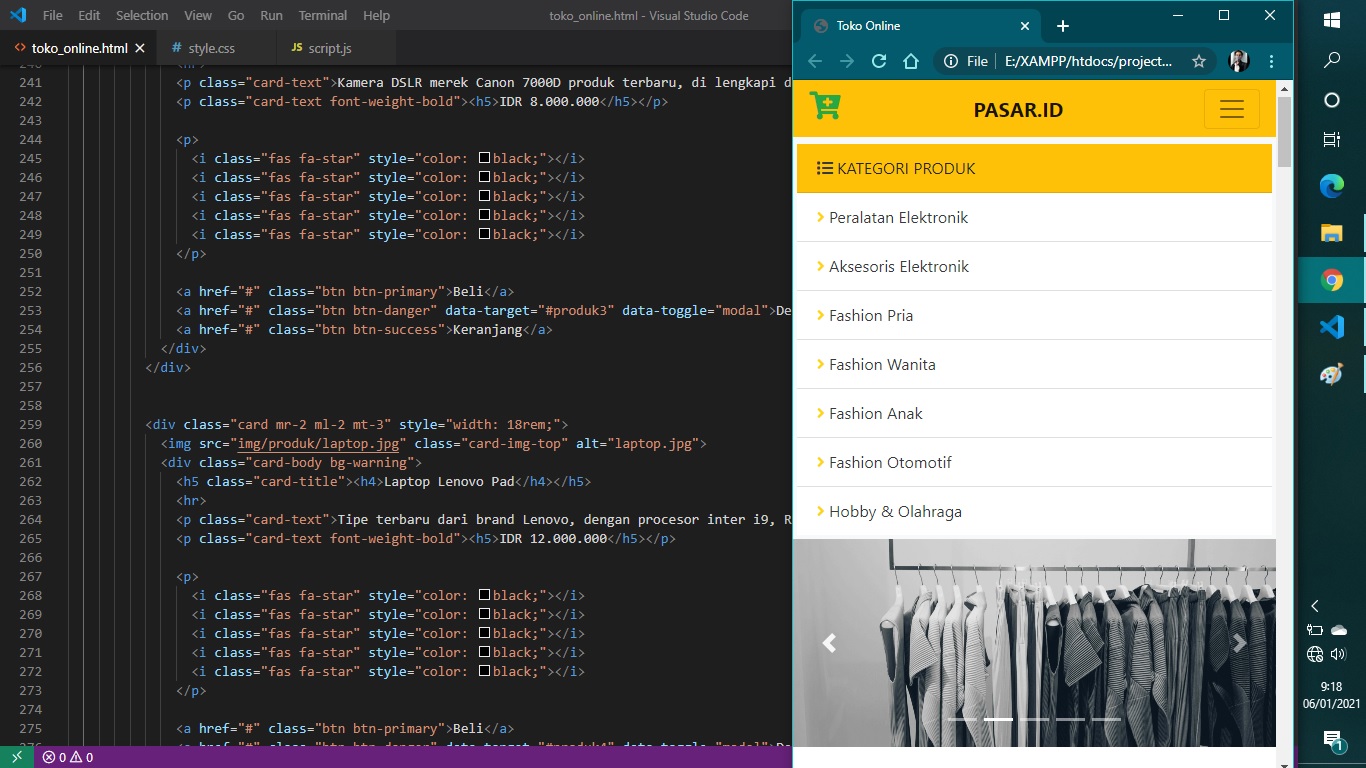 File Edit Selection View Go Run Terminal Help
toko_online.html - Visual Studio Code
toko_online.html
style.css
JS script.js
241 <p class="card-text">Kamera DSLR merek Canon 7000D produk terbaru, di lengkapi d
242 <p class="card-text font-weight-bold"><h5>IDR 8.000.000</h5></p>
243
244 <p>
245 <i class="fas fa-star" style="color: black;"></i>
246 <i class="fas fa-star" style="color: black;"></i>
247 <i class="fas fa-star" style="color: black;"></i>
248 <i class="fas fa-star" style="color: black;"></i>
249 <i class="fas fa-star" style="color: black;"></i>
250 </p>
251
252 <a href="#" class="btn btn-primary">Beli</a>
253 <a href="#" class="btn btn-danger" data-target="#produk3" data-toggle="modal">De
254 <a href="#" class="btn btn-success">Keranjang</a>
255 </div>
256 </div>
257
258
259 <div class="card mr-2 ml-2 mt-3" style="width: 18rem;">
260 <img src="img/produk/laptop.jpg" class="card-img-top" alt="laptop.jpg">
261 <div class="card-body bg-warning">
262 <h5 class="card-title"><h4>Laptop Lenovo Pad</h4></h5>
263 <hr>
264 <p class="card-text">Tipe terbaru dari brand Lenovo, dengan procesor inter i9, R
265 <p class="card-text font-weight-bold"><h5>IDR 12.000.000</h5></p>
266
267 <p>
268 <i class="fas fa-star" style="color: black;"></i>
269 <i class="fas fa-star" style="color: black;"></i>
270 <i class="fas fa-star" style="color: black;"></i>
271 <i class="fas fa-star" style="color: black;"></i>
272 <i class="fas fa-star" style="color: black;"></i>
273 </p>
274
275 <a href="#" class="btn btn-primary">Beli</a>
0 0
Toko Online
File E:/XAMPP/htdocs/project...
PASAR.ID
KATEGORI PRODUK
Peralatan Elektronik
Aksesoris Elektronik
Fashion Pria
Fashion Wanita
Fashion Anak
Fashion Otomotif
Hobby & Olahraga
9:18
06/01/2021
1